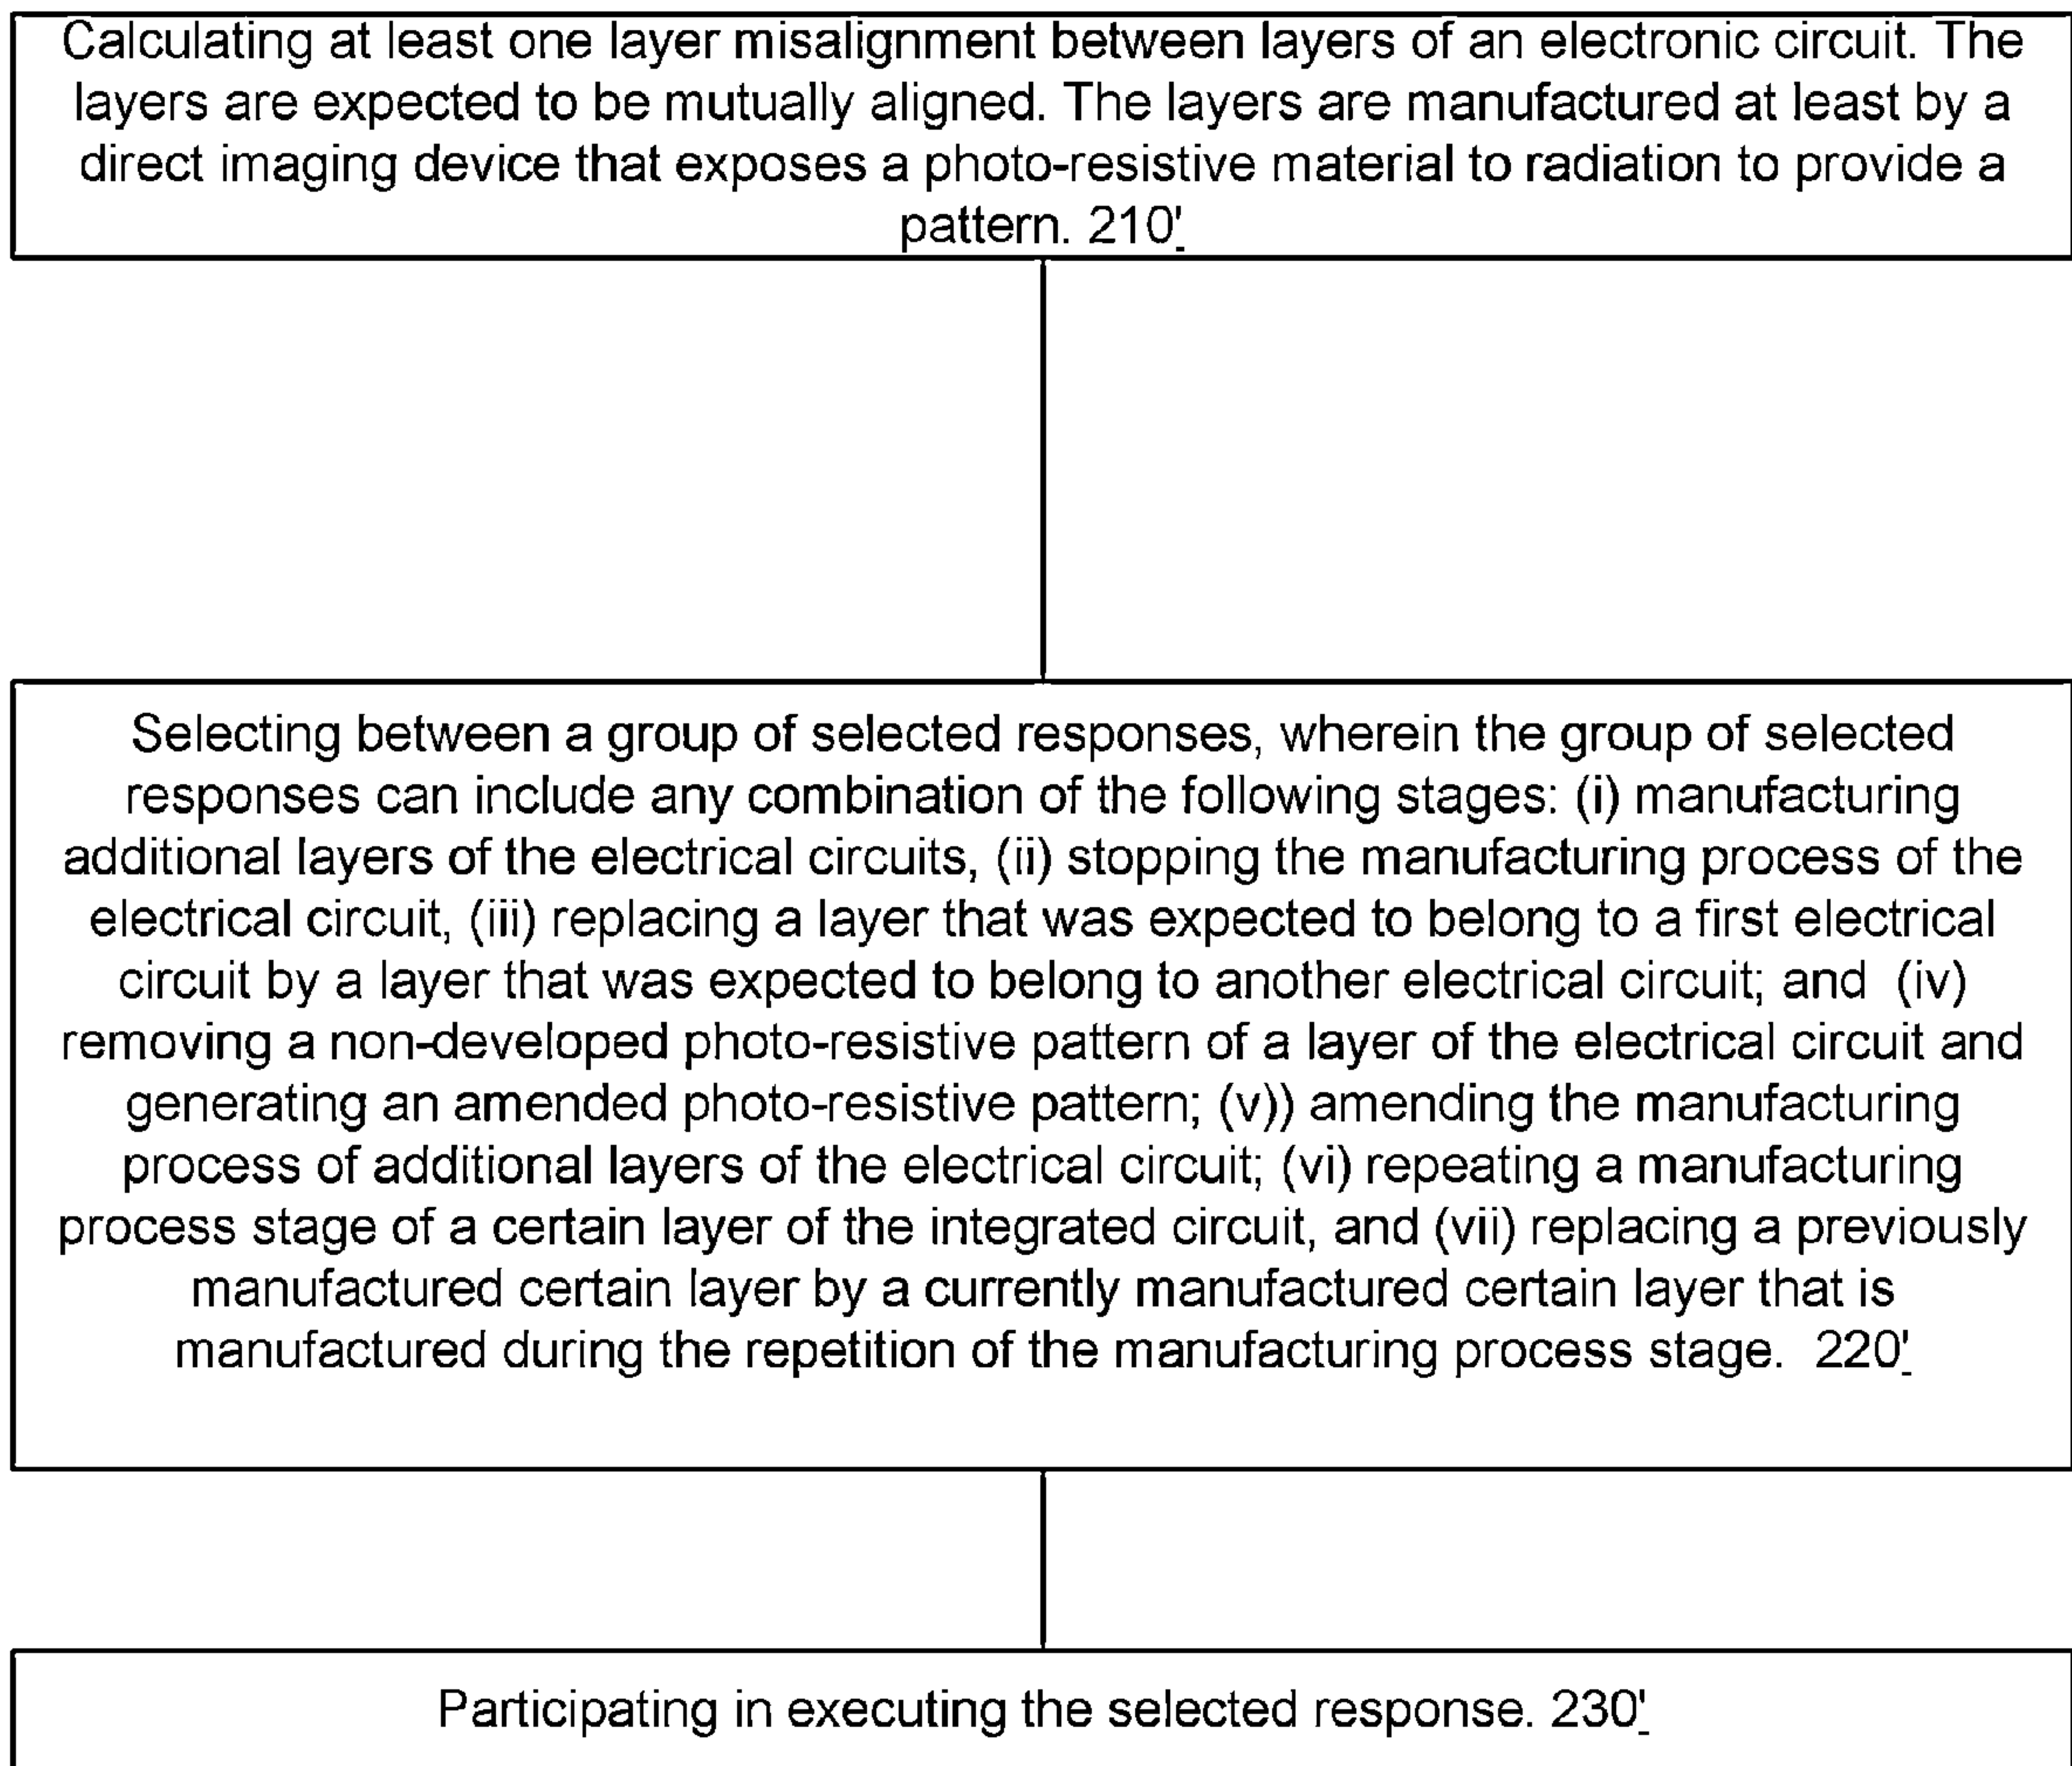 Calculating at least one layer misalignment between layers of an electronic circuit. The
layers are expected to be mutually aligned. The layers are manufactured at least by a
direct imaging device that exposes a photo-resistive material to radiation to provide a
pattern. 210'
Selecting between a group of selected responses, wherein the group of selected
responses can include any combination of the following stages: (i) manufacturing
additional layers of the electrical circuits, (ii) stopping the manufacturing process of the
electrical circuit, (iii) replacing a layer that was expected to belong to a first electrical
circuit by a layer that was expected to belong to another electrical circuit; and (iv)
removing a non-developed photo-resistive pattern of a layer of the electrical circuit and
generating an amended photo-resistive pattern; (v)) amending the manufacturing
process of additional layers of the electrical circuit; (vi) repeating a manufacturing
process stage of a certain layer of the integrated circuit, and (vii) replacing a previously
manufactured certain layer by a currently manufactured certain layer that is
manufactured during the repetition of the manufacturing process stage. 220'
Participating in executing the selected response. 230'